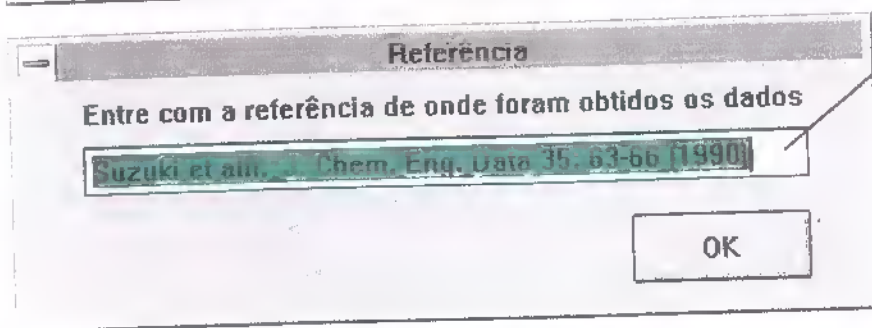 Referência
Entre com a referência de onde foram obtidos os dados
Suzuki et alii, J. Chem. Eng. Data 35, 63-66 (1990)
OK